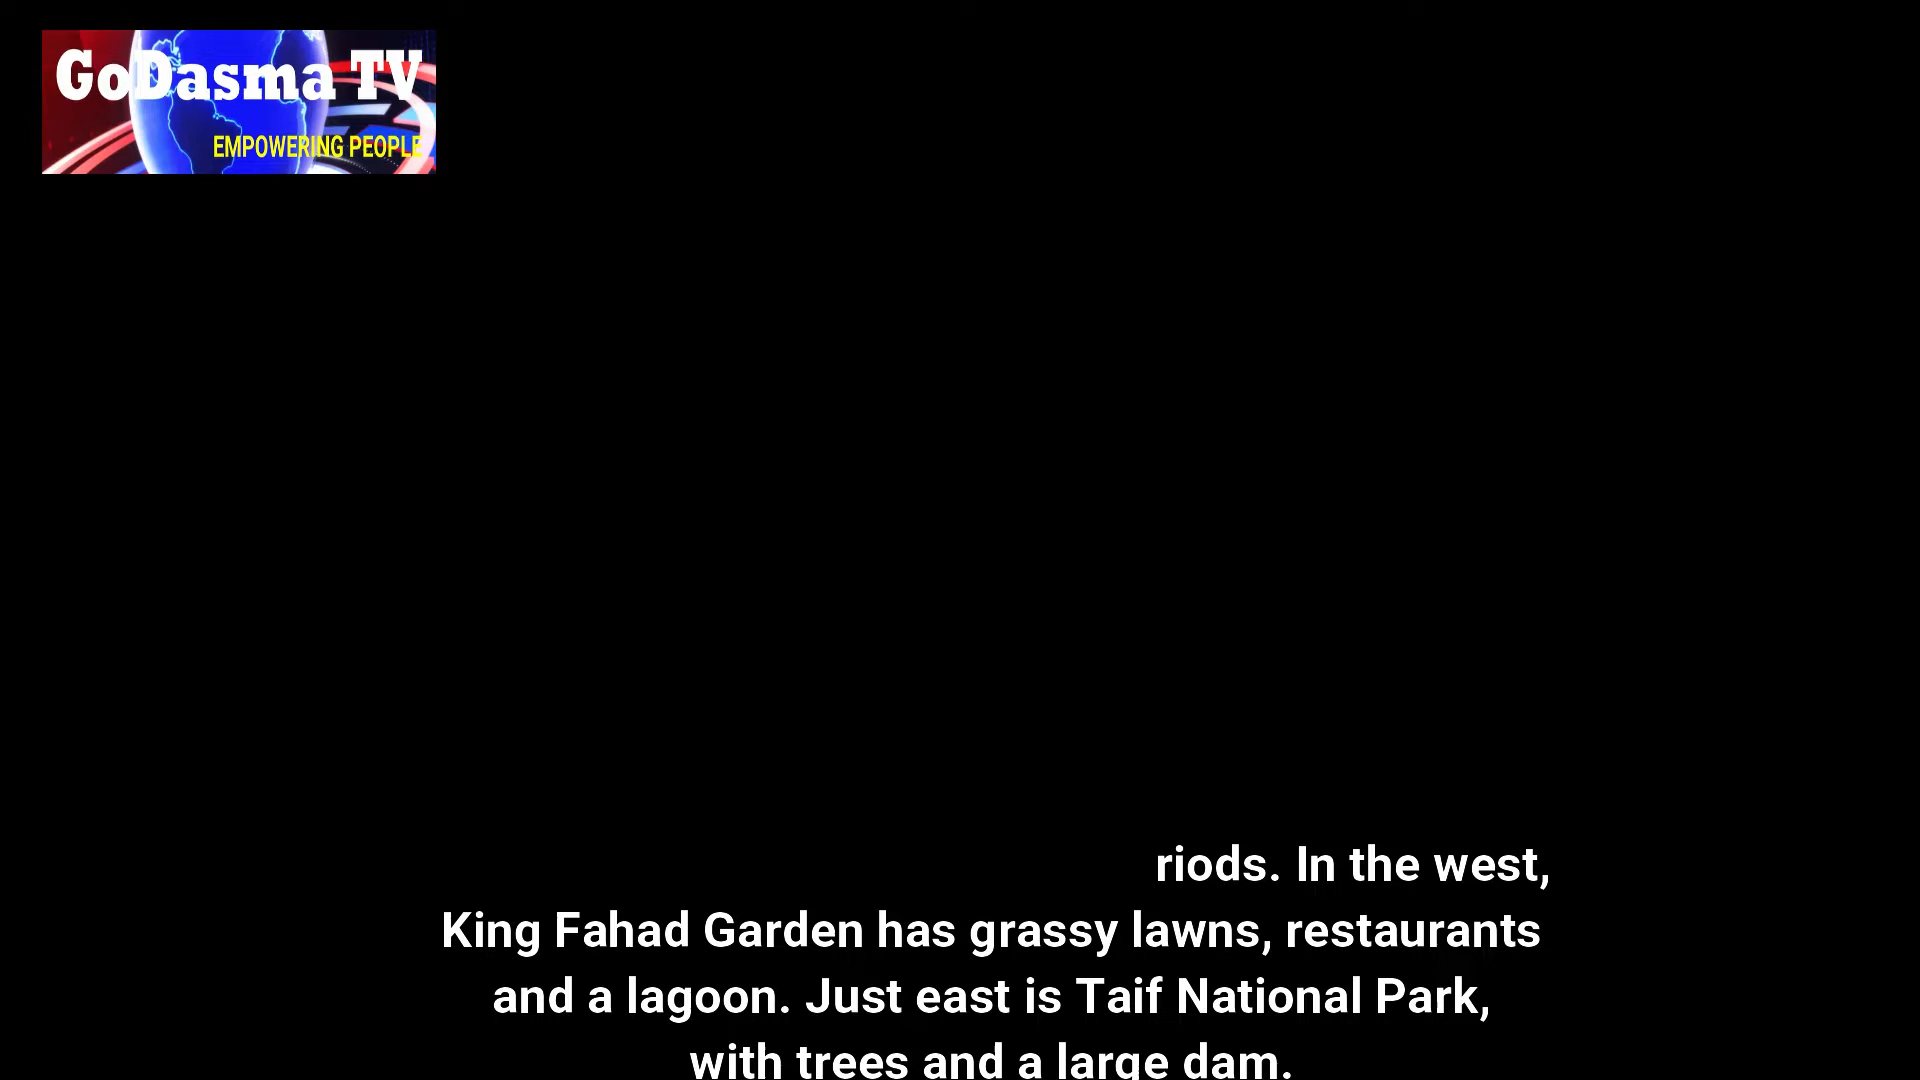 GoDasma TV
EMPOWERING PEOPLE
riods. In the west,
King Fahad Garden has grassy lawns, restaurants
and a lagoon. Just east is Taif National Park,
with trees and a large dam.